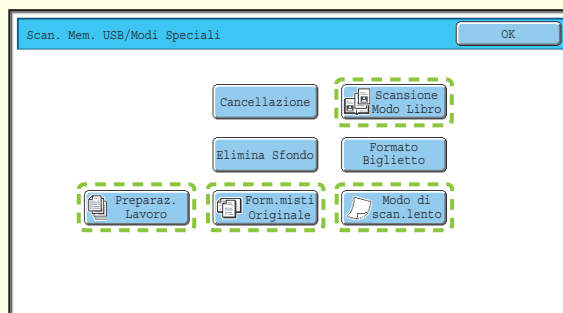 Scan. Mem. USB/Modi Speciali
OK
Cancellazione
Scansione
Modo Libro
Elimina Sfondo
Formato
Biglietto
Preparaz.
Lavoro
Form.misti
Originale
Modo di
scan.lento